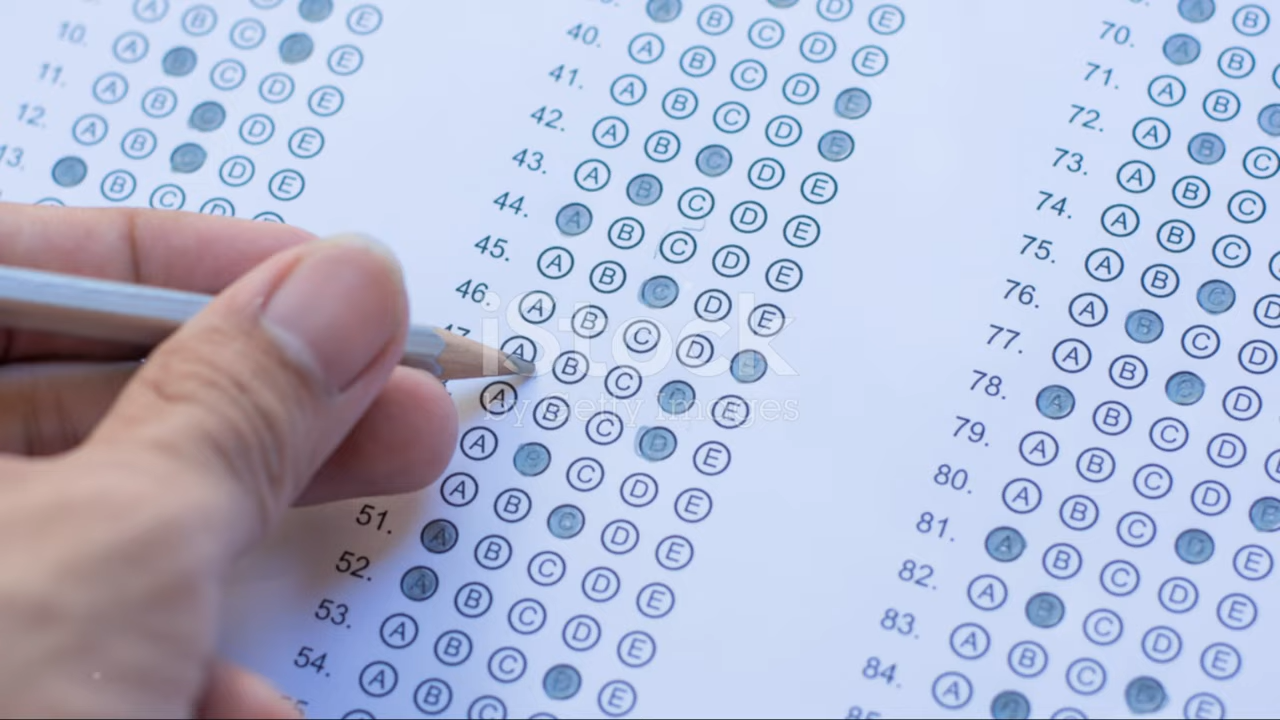 A B C D E
10. A B C D E
11. A B C D E
12. A B C D E
13. A B C D E
A B C D E
40. A B C D E
41. A B C D E
42. A B C D E
43. A B C D E
44. A B C D E
45. A B C D E
46. A B C D E
47. A B C D E
A B C D E
A B C D E
A B C D E
51. A B C D E
52. A B C D E
53. A B C D E
54. A B C
70. A B
71. A B C
72. A B C
73. A B C
74. A B C
75. A B C D
76. A B C D
77. A B C D
78. A B C D
79. A B C D
80. A B C D E
81. A B C D E
82. A B C D E
83. A B C D E
84. A
iStock
by Getty Images